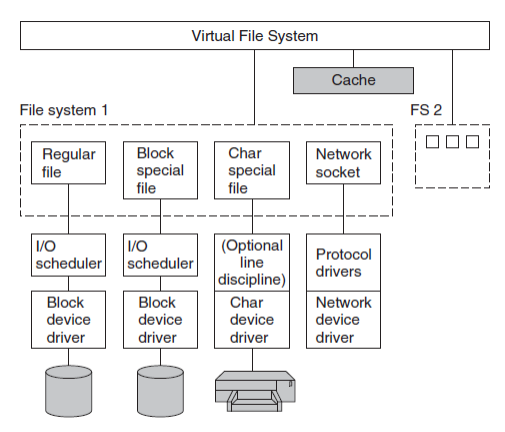 Virtual File System
Cache
File system 1
FS 2
Regular
file
Block
special
file
Char
special
file
Network
socket
I/O
scheduler
I/O
scheduler
(Optional
line
discipline)
Protocol
drivers
Block
device
driver
Block
device
driver
Char
device
driver
Network
device
driver